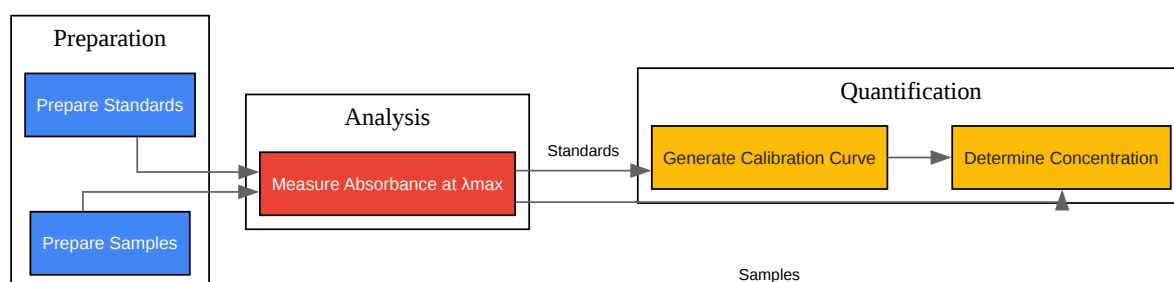 Preparation
Prepare Standards
Prepare Samples
Analysis
Measure Absorbance at λmax
Standards
Quantification
Generate Calibration Curve
Determine Concentration
Samples